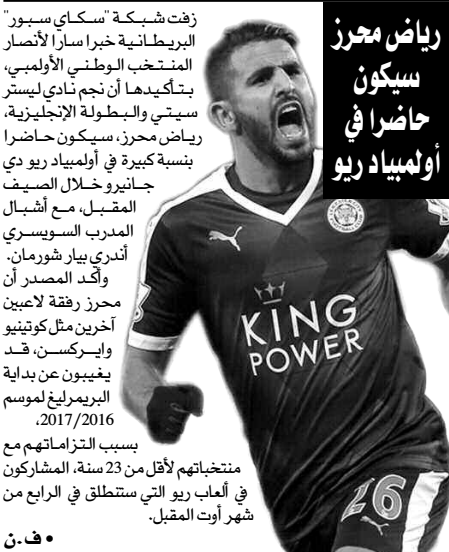 رياض محرز
سيكون
حاضرا في
أولمبياد ريو
زفت شبكة "سكاي سبور"
البريطانية خبرا سارا لأنصار
المنتخب الوطني الأولمبي،
بتأكيدها أن نجم نادي ليستر
سيتي والبطولة الإنجليزية،
رياض محرز، سيكون حاضرا
بنسبة كبيرة في أولمبياد ريو دي
جانيرو خلال الصيف
المقبل، مع أشبال
المدرب السويسري
أندري بيار شورمان.
وأكد المصدر أن
محرز رفقة لاعبين
آخرين مثل كوتينيو
وايركسن، قد
يغيبون عن بداية
البريمرليغ لموسم
2017/2016،
بسبب التزاماتهم مع
منتخباتهم لأقل من 23 سنة، المشاركون
في ألعاب ريو التي ستنطلق في الرابع من
شهر أوت المقبل.
• ف.ن
PUMA
KING
POWER
26